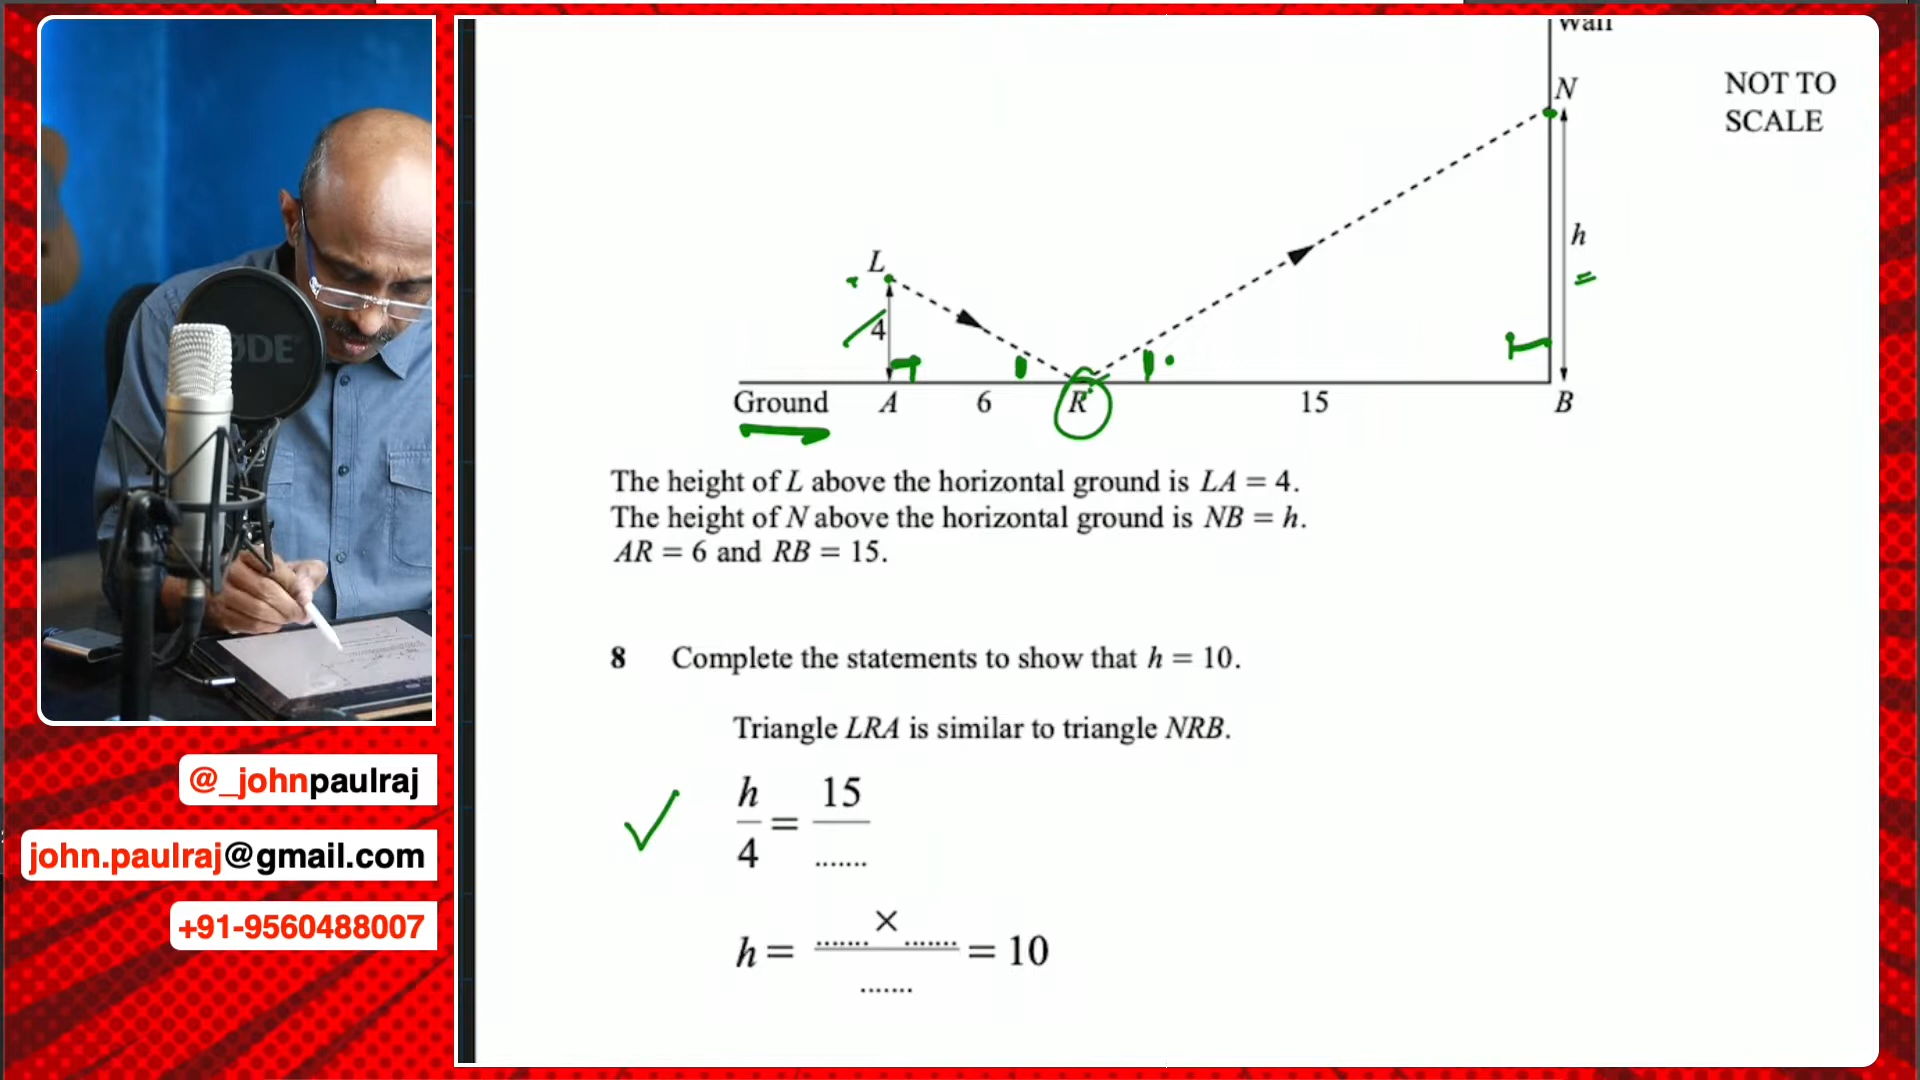 Wall
N
NOT TO
SCALE
h
L
4
Ground A 6 R 15 B
The height of L above the horizontal ground is LA = 4.
The height of N above the horizontal ground is NB = h.
AR = 6 and RB = 15.
8 Complete the statements to show that h = 10.
Triangle LRA is similar to triangle NRB.
h/4 = 15/.......
h = ....... × ....... / ....... = 10
RØDE
@_johnpaulraj
john.paulraj@gmail.com
+91-9560488007